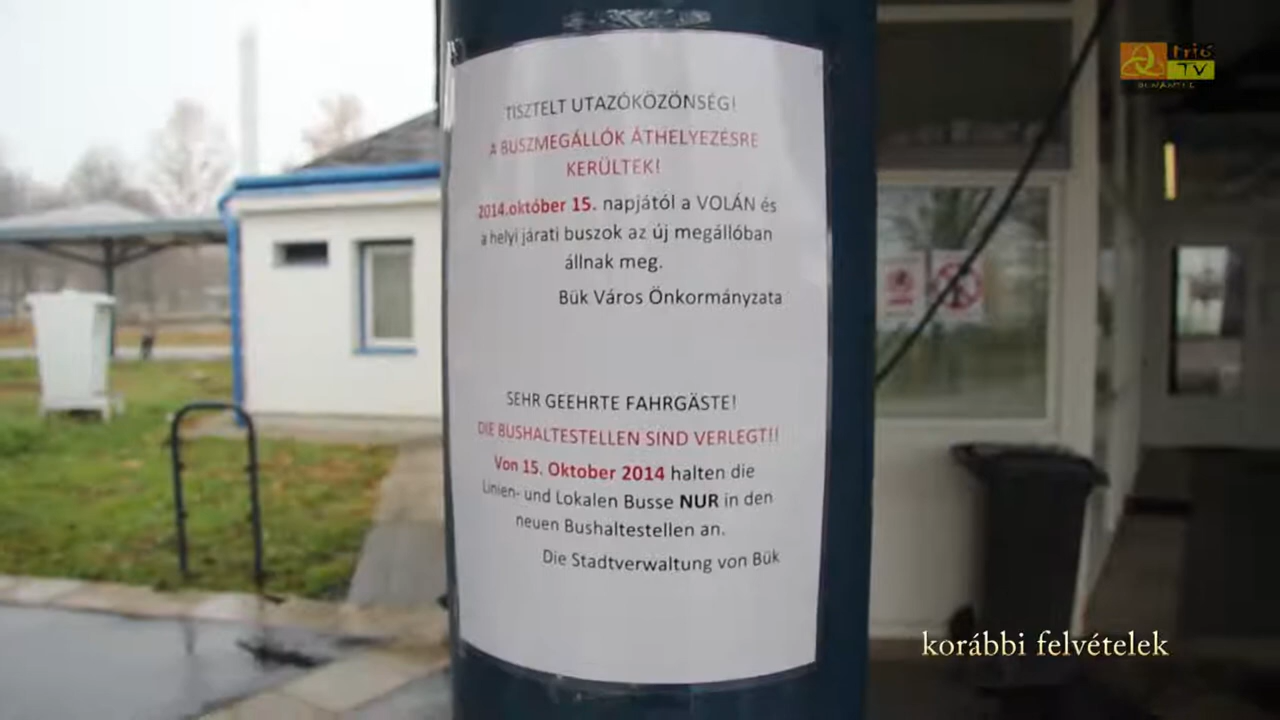 TISZTELT UTAZÓKÖZÖNSÉG!
A BUSZMEGÁLLÓK ÁTHELYEZÉSRE
KERÜLTEK!
2014.október 15. napjától a VOLÁN és
a helyi járati buszok az új megállóban
állnak meg.
Bük Város Önkormányzata
SEHR GEEHRTE FAHRGÄSTE!
DIE BUSHALTESTELLEN SIND VERLEGT!!
Von 15. Oktober 2014 halten die
Linien- und Lokalen Busse NUR in den
neuen Bushaltestellen an.
Die Stadtverwaltung von Bük
trió
TV
korábbi felvételek